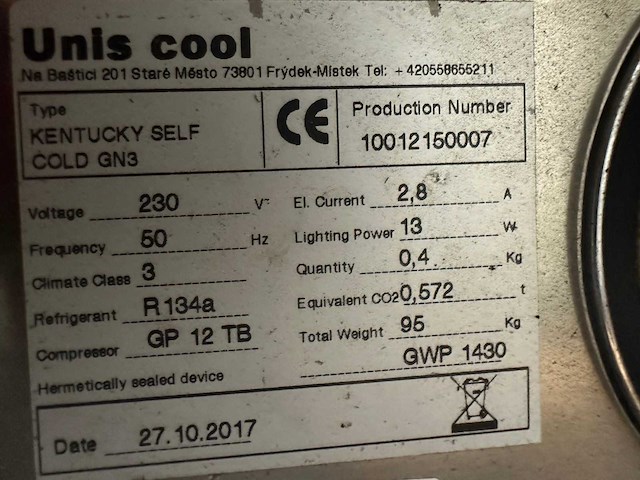 Unis cool
Na Baštici 201 Staré Město 73801 Frýdek-Místek Tel: +420558655211
Type
KENTUCKY SELF
COLD GN3
CE
Production Number
10012150007
Voltage 230 V~
Frequency 50 Hz
Climate Class 3
Refrigerant R134a
Compressor GP 12 TB
Hermetically sealed device
El. Current 2,8 A
Lighting Power 13 W
Quantity 0,4 Kg
Equivalent CO2 0,572 t
Total Weight 95 Kg
GWP 1430
Date 27.10.2017